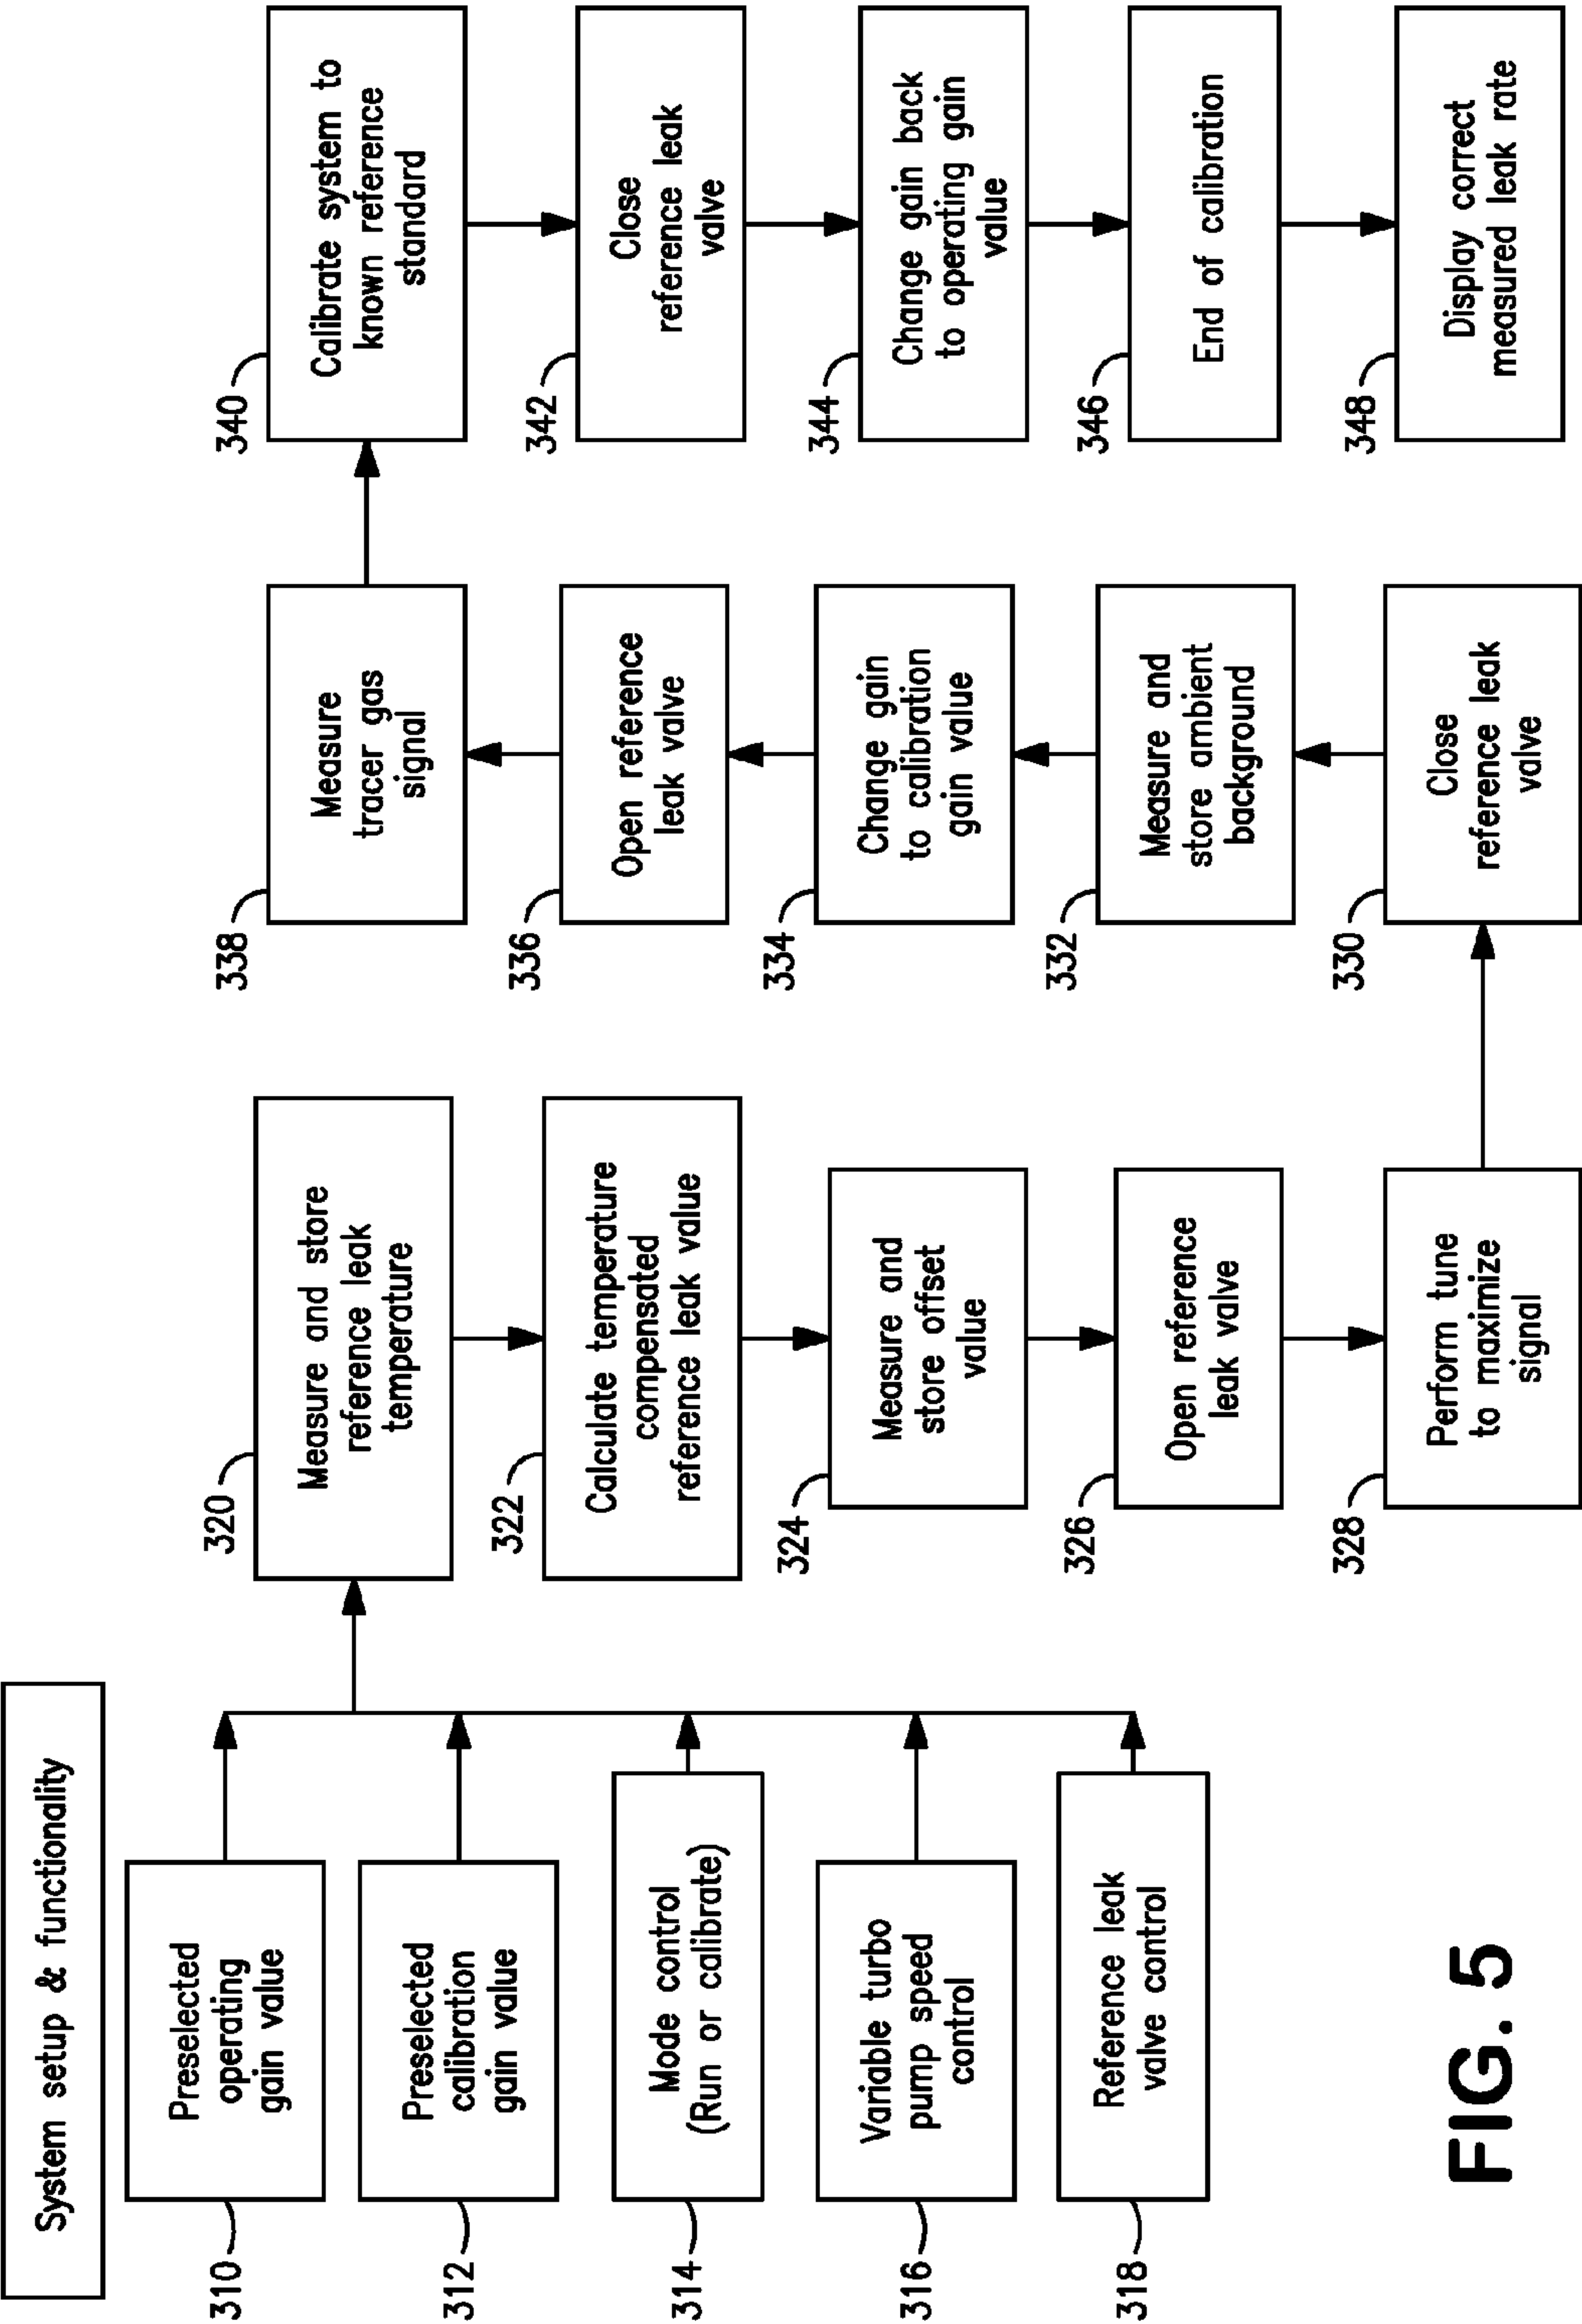 System setup & functionality
310
Preselected
operating
gain value
312
Preselected
calibration
gain value
314
Mode control
(Run or calibrate)
316
Variable turbo
pump speed
control
318
Reference leak
valve control
320
Measure and store
reference leak
temperature
322
Calculate temperature
compensated
reference leak value
324
Measure and
store offset
value
326
Open reference
leak valve
328
Perform tune
to maximize
signal
330
Close
reference leak
valve
332
Measure and
store ambient
background
334
Change gain
to calibration
gain value
336
Open reference
leak valve
338
Measure
tracer gas
signal
340
Calibrate system to
known reference
standard
342
Close
reference leak
valve
344
Change gain back
to operating gain
value
346
End of calibration
348
Display correct
measured leak rate
FIG. 5